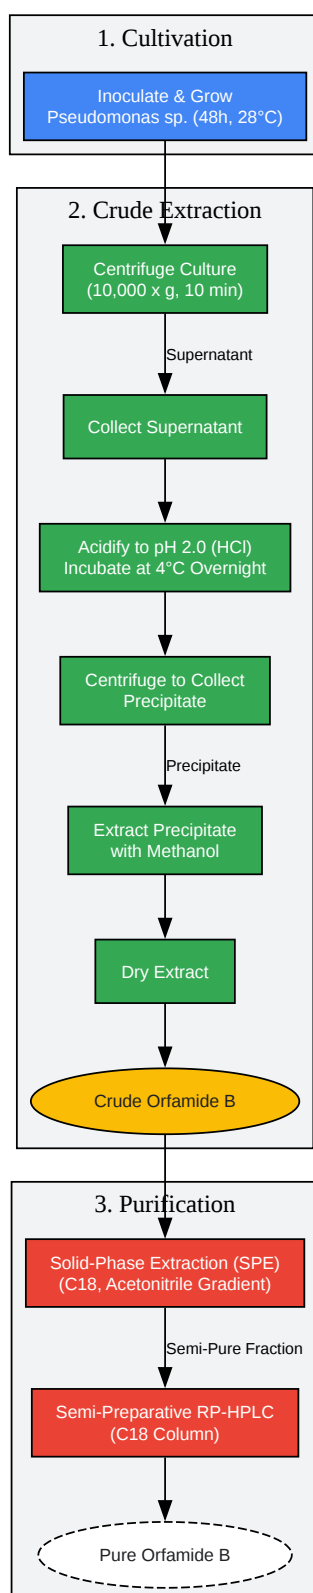 1. Cultivation
Inoculate & Grow
Pseudomonas sp. (48h, 28°C)
2. Crude Extraction
Centrifuge Culture
(10,000 x g, 10 min)
Supernatant
Collect Supernatant
Acidify to pH 2.0 (HCl)
Incubate at 4°C Overnight
Centrifuge to Collect
Precipitate
Precipitate
Extract Precipitate
with Methanol
Dry Extract
Crude Orfamide B
3. Purification
Solid-Phase Extraction (SPE)
(C18, Acetonitrile Gradient)
Semi-Pure Fraction
Semi-Preparative RP-HPLC
(C18 Column)
Pure Orfamide B